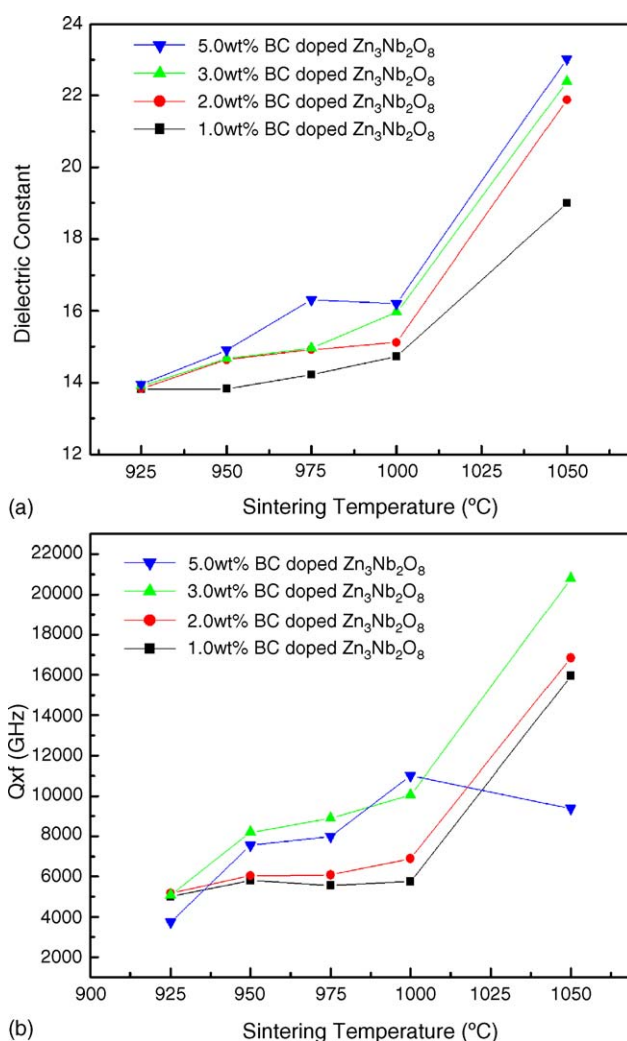 24
22
20
18
16
14
12
Dielectric Constant
5.0wt% BC doped Zn₃Nb₂O₈
3.0wt% BC doped Zn₃Nb₂O₈
2.0wt% BC doped Zn₃Nb₂O₈
1.0wt% BC doped Zn₃Nb₂O₈
925 950 975 1000 1025 1050
(a) Sintering Temperature (ºC)
22000
20000
18000
16000
14000
12000
10000
8000
6000
4000
2000
Qxf (GHz)
5.0wt% BC doped Zn₃Nb₂O₈
3.0wt% BC doped Zn₃Nb₂O₈
2.0wt% BC doped Zn₃Nb₂O₈
1.0wt% BC doped Zn₃Nb₂O₈
900 925 950 975 1000 1025 1050
(b) Sintering Temperature (ºC)